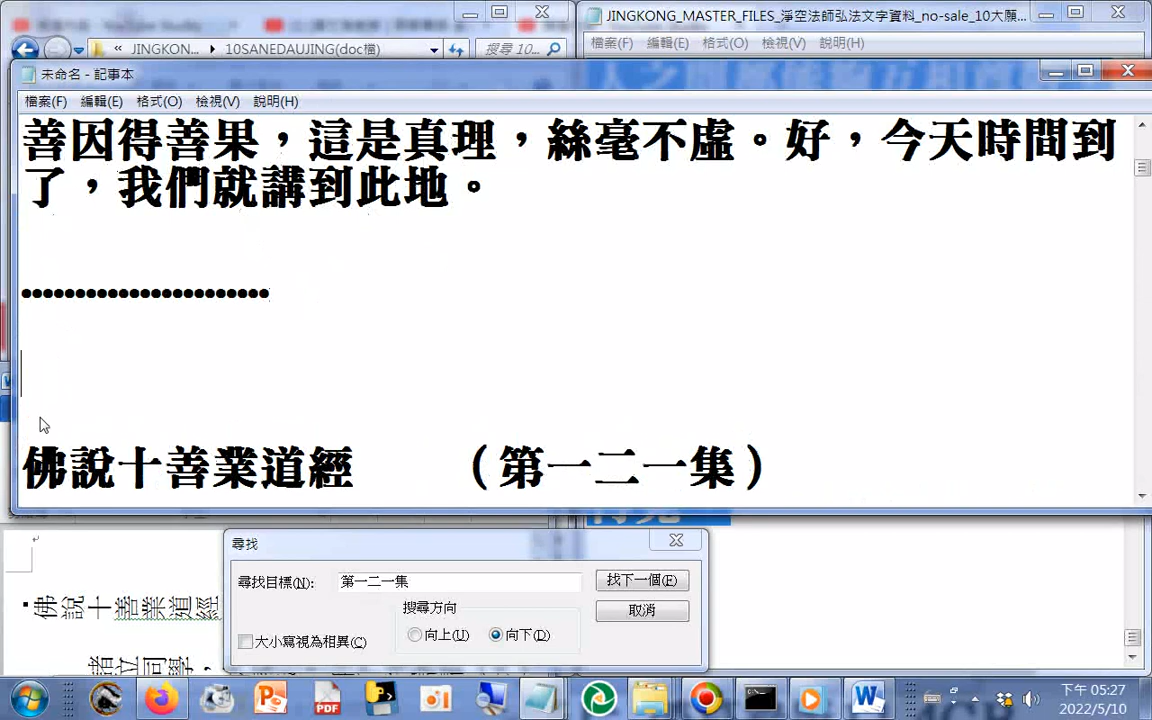 JINGKONG_MASTER_FILES_淨空法師弘法文字資料_no-sale_10大願...
« JINGKON... ▸ 10SANEDAUJING(doc檔)
搜尋 10...
檔案(F) 編輯(E) 格式(O) 檢視(V) 說明(H)
未命名 - 記事本
檔案(F) 編輯(E) 格式(O) 檢視(V) 說明(H)
善因得善果，這是真理，絲毫不虛。好，今天時間到
了，我們就講到此地。
●●●●●●●●●●●●●●●●●●●●●●●
佛說十善業道經 （第一二一集）
尋找
尋找目標(N): 第一二一集
找下一個(E)
搜尋方向
取消
大小寫視為相異(C)
向上(U) 向下(D)
佛說十善業道經
諸位同學，
下午 05:27
2022/5/10